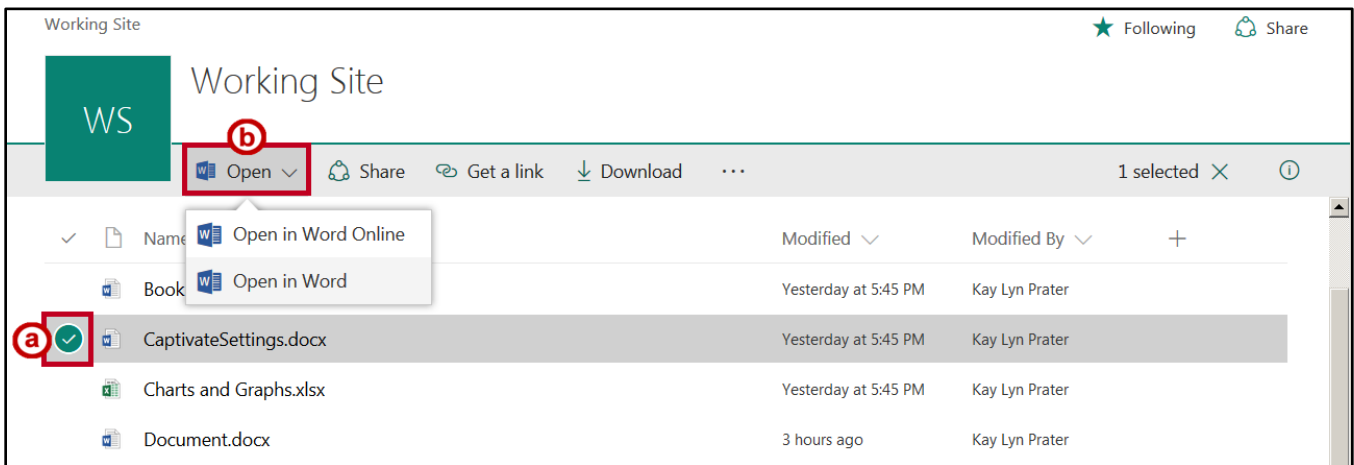 Working Site
Following Share
Working Site
WS
b
Open Share Get a link Download ... 1 selected
Name Modified Modified By
Open in Word Online
Open in Word
Book Yesterday at 5:45 PM Kay Lyn Prater
a CaptivateSettings.docx Yesterday at 5:45 PM Kay Lyn Prater
Charts and Graphs.xlsx Yesterday at 5:45 PM Kay Lyn Prater
Document.docx 3 hours ago Kay Lyn Prater